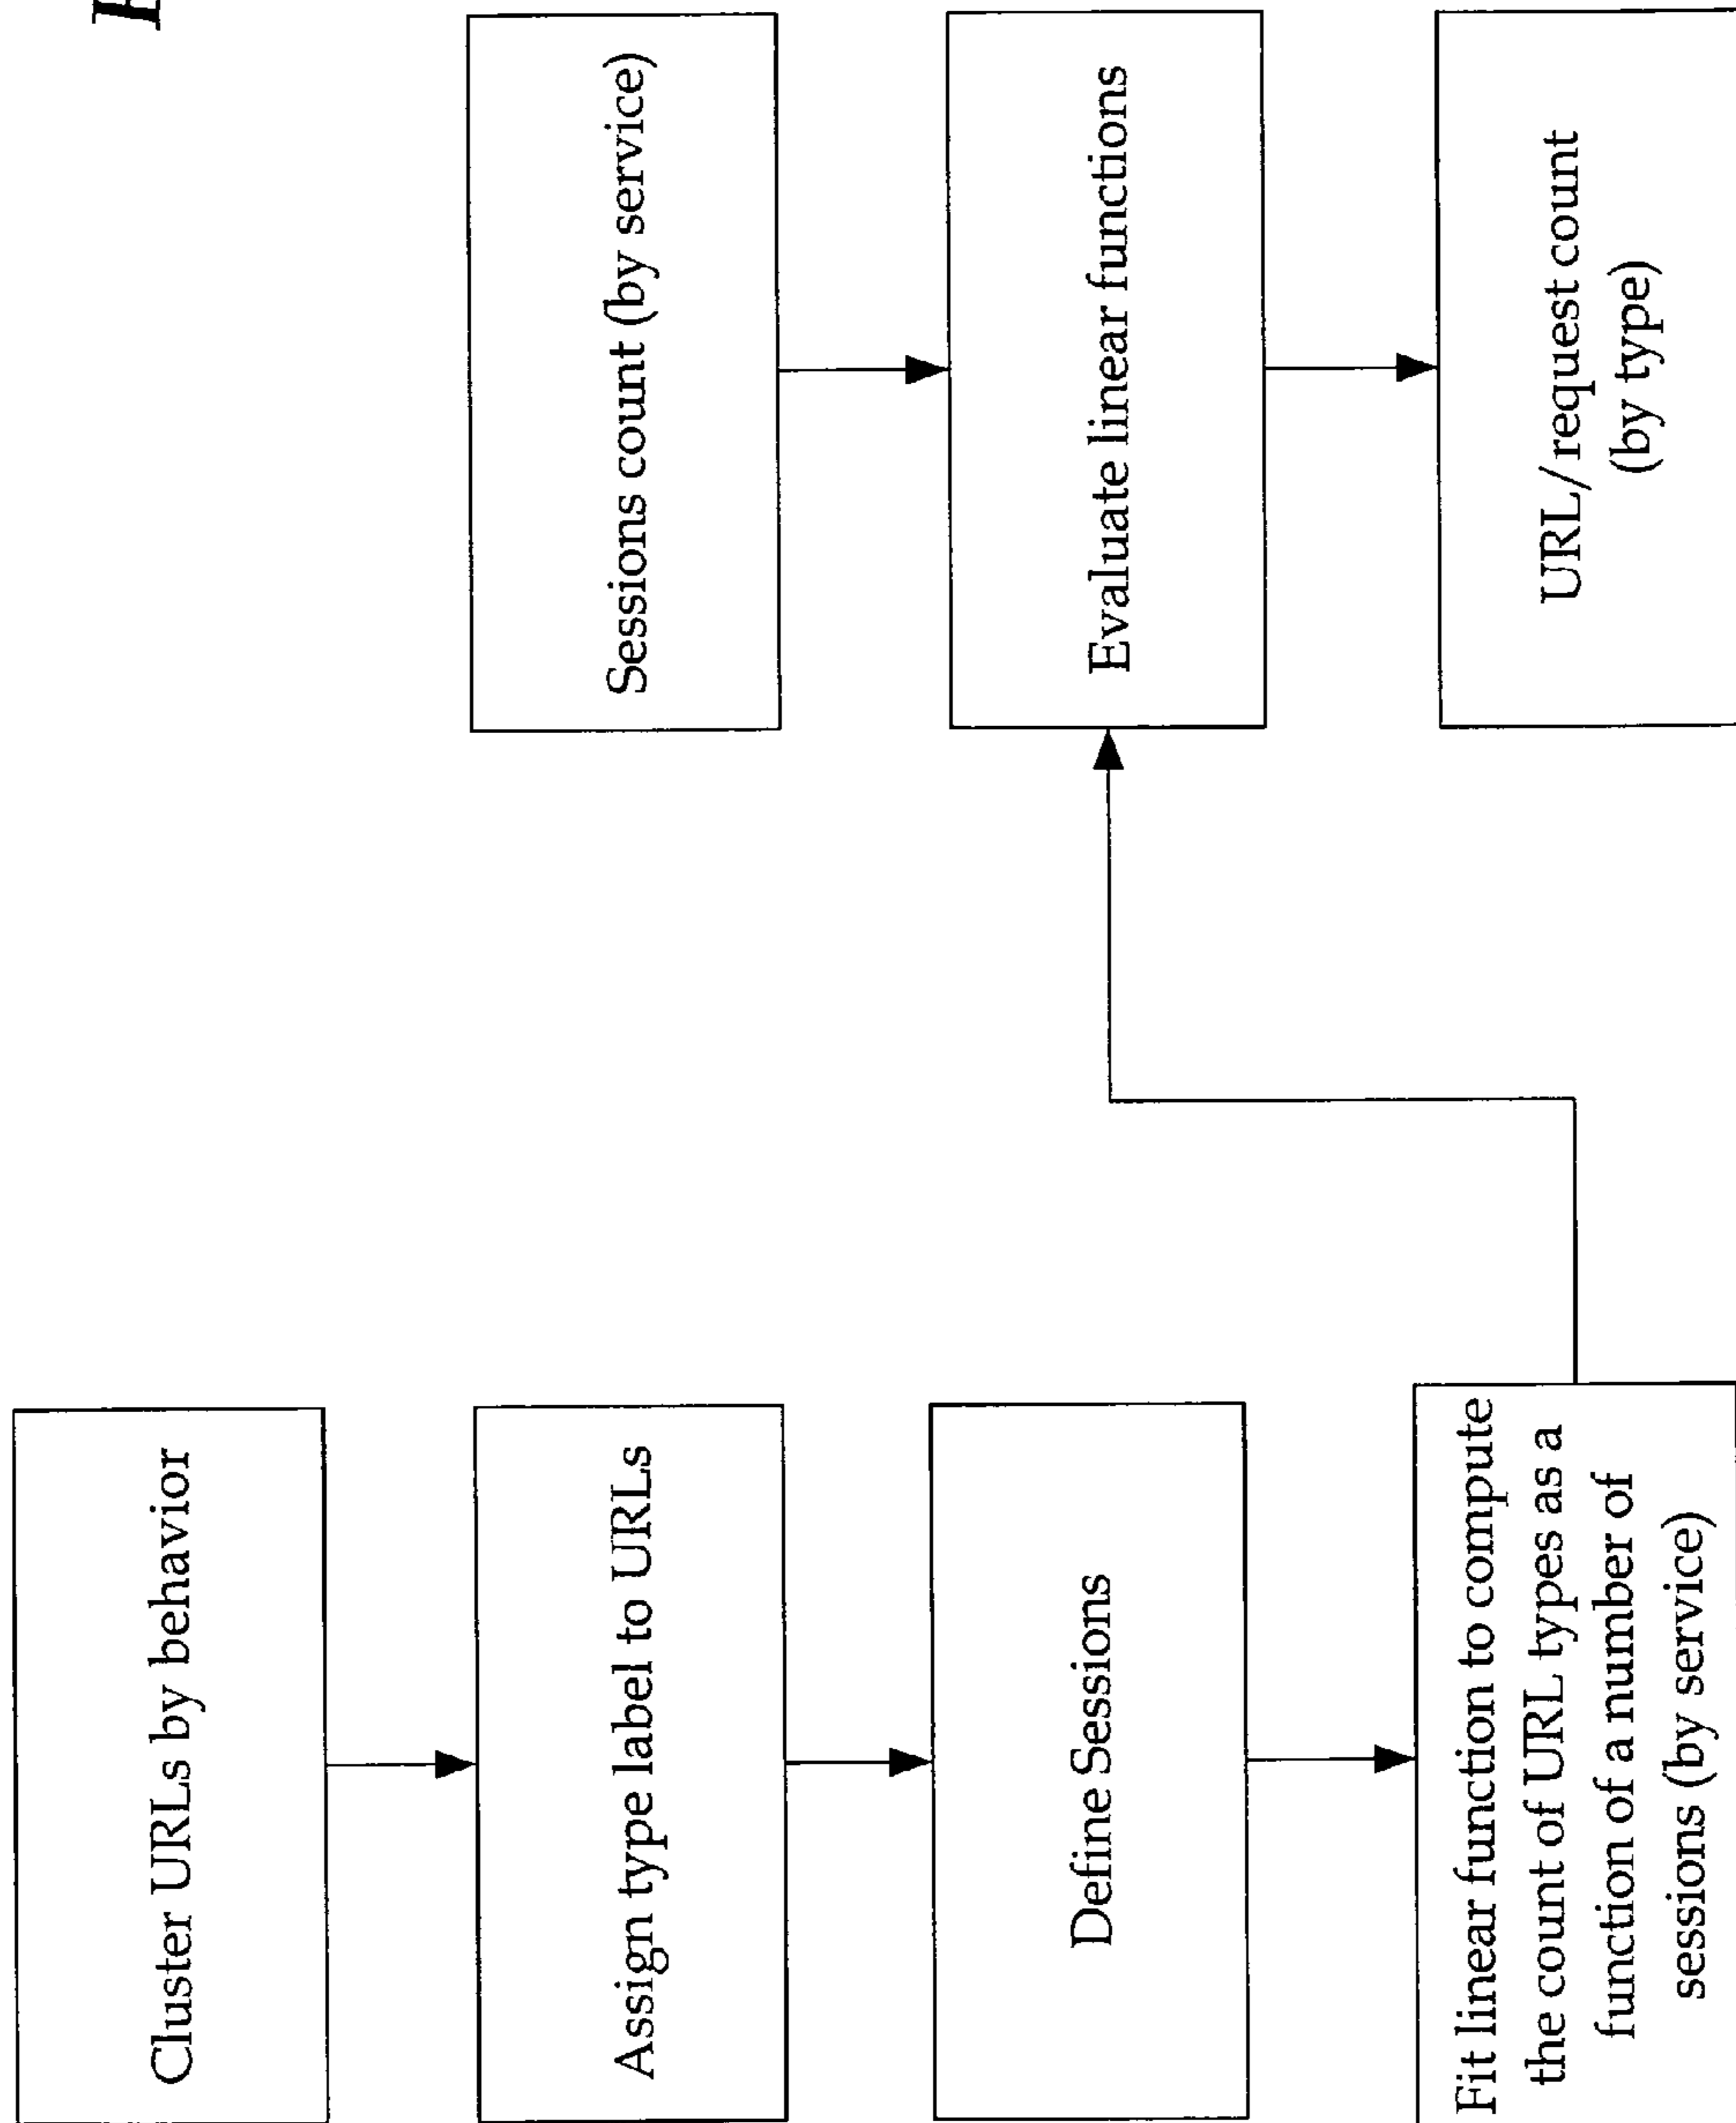 Cluster URLs by behavior
Assign type label to URLs
Define Sessions
Fit linear function to compute
the count of URL types as a
function of a number of
sessions (by service)
Sessions count (by service)
Evaluate linear functions
URL/request count
(by type)